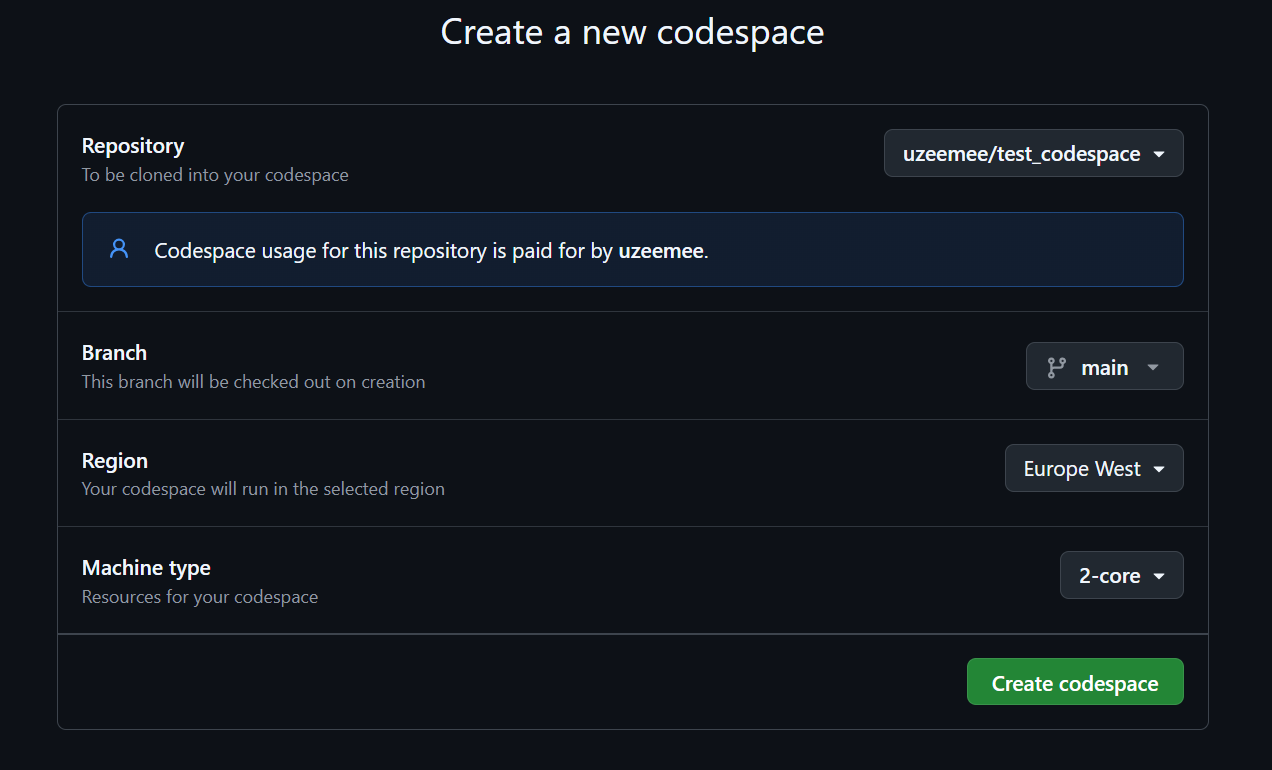 Create a new codespace
Repository
To be cloned into your codespace
uzeemee/test_codespace
Codespace usage for this repository is paid for by uzeemee.
Branch
This branch will be checked out on creation
main
Region
Your codespace will run in the selected region
Europe West
Machine type
Resources for your codespace
2-core
Create codespace